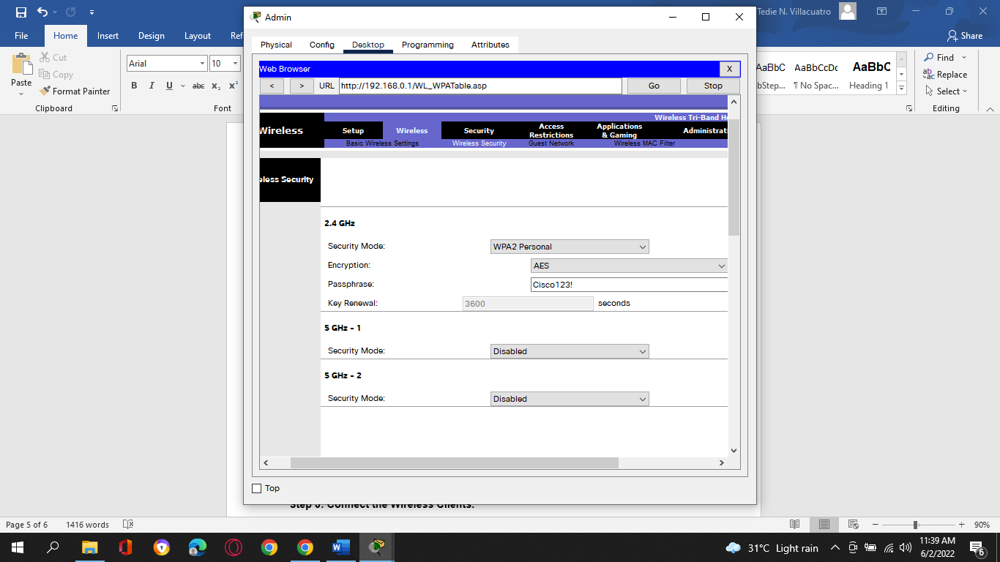 Tedie N. Villacuatro
Admin
File Home Insert Design Layout Ref
Share
Physical Config Desktop Programming Attributes
Paste
Cut
Copy
Format Painter
Clipboard
Arial 10
B I U abc x₂ x²
Font
Web Browser X
< > URL http://192.168.0.1/WL_WPATable.asp Go Stop
AaBbC AaBbCcDc AaBbC
bStep... ¶ No Spac... Heading 1
Find
Replace
Select
Editing
Wireless Tri-Band H
Wireless Setup Wireless Security Access Restrictions Applications & Gaming Administrat
Basic Wireless Settings Wireless Security Guest Network Wireless MAC Filter
eless Security
2.4 GHz
Security Mode: WPA2 Personal
Encryption: AES
Passphrase: Cisco123!
Key Renewal: 3600 seconds
5 GHz - 1
Security Mode: Disabled
5 GHz - 2
Security Mode: Disabled
Top
Step 6: Connect the Wireless Clients.
Page 5 of 6 1416 words 90%
31°C Light rain 11:39 AM
6/2/2022
6